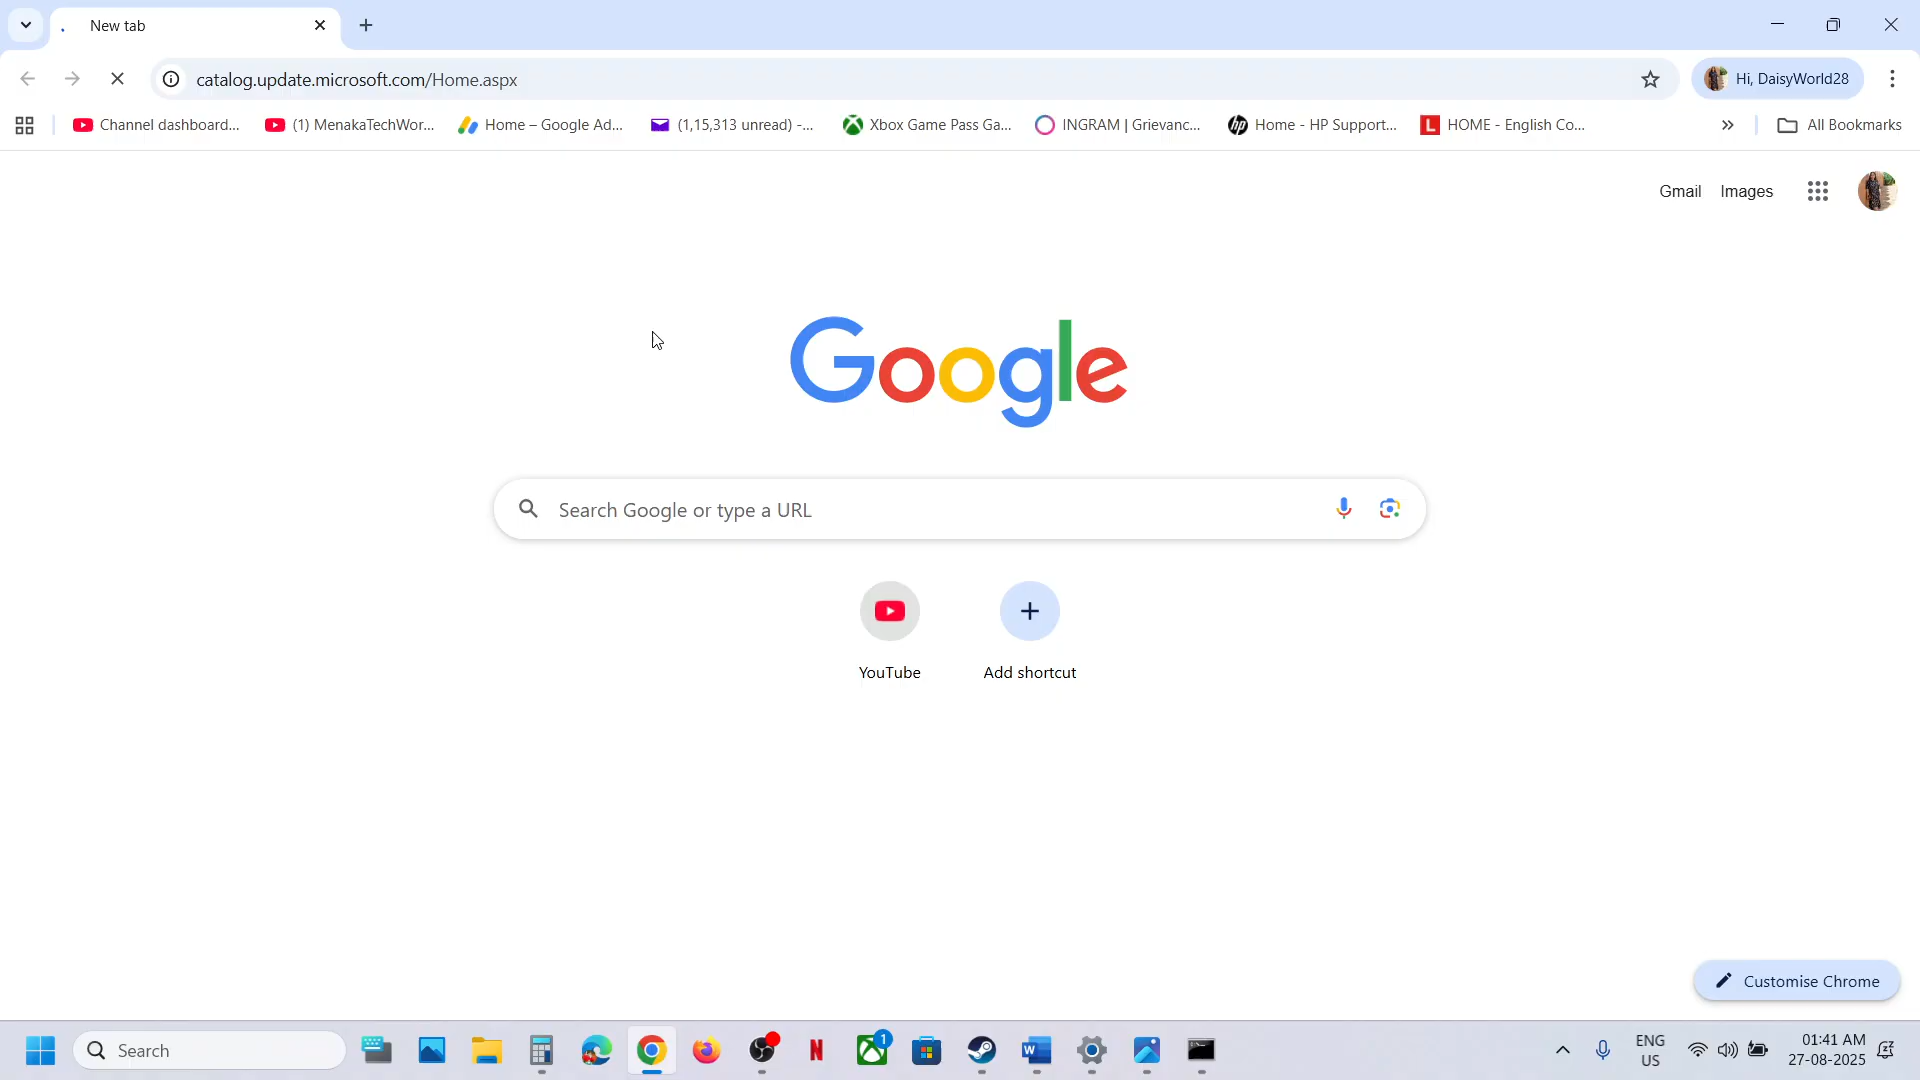 New tab
catalog.update.microsoft.com/Home.aspx
Hi, DaisyWorld28
Channel dashboard...
(1) MenakaTechWor...
Home – Google Ad...
(1,15,313 unread) -...
Xbox Game Pass Ga...
INGRAM | Grievanc...
Home - HP Support...
HOME - English Co...
All Bookmarks
Gmail
Images
Google
Search Google or type a URL
YouTube
Add shortcut
Customise Chrome
Search
1
ENG
US
01:41 AM
27-08-2025